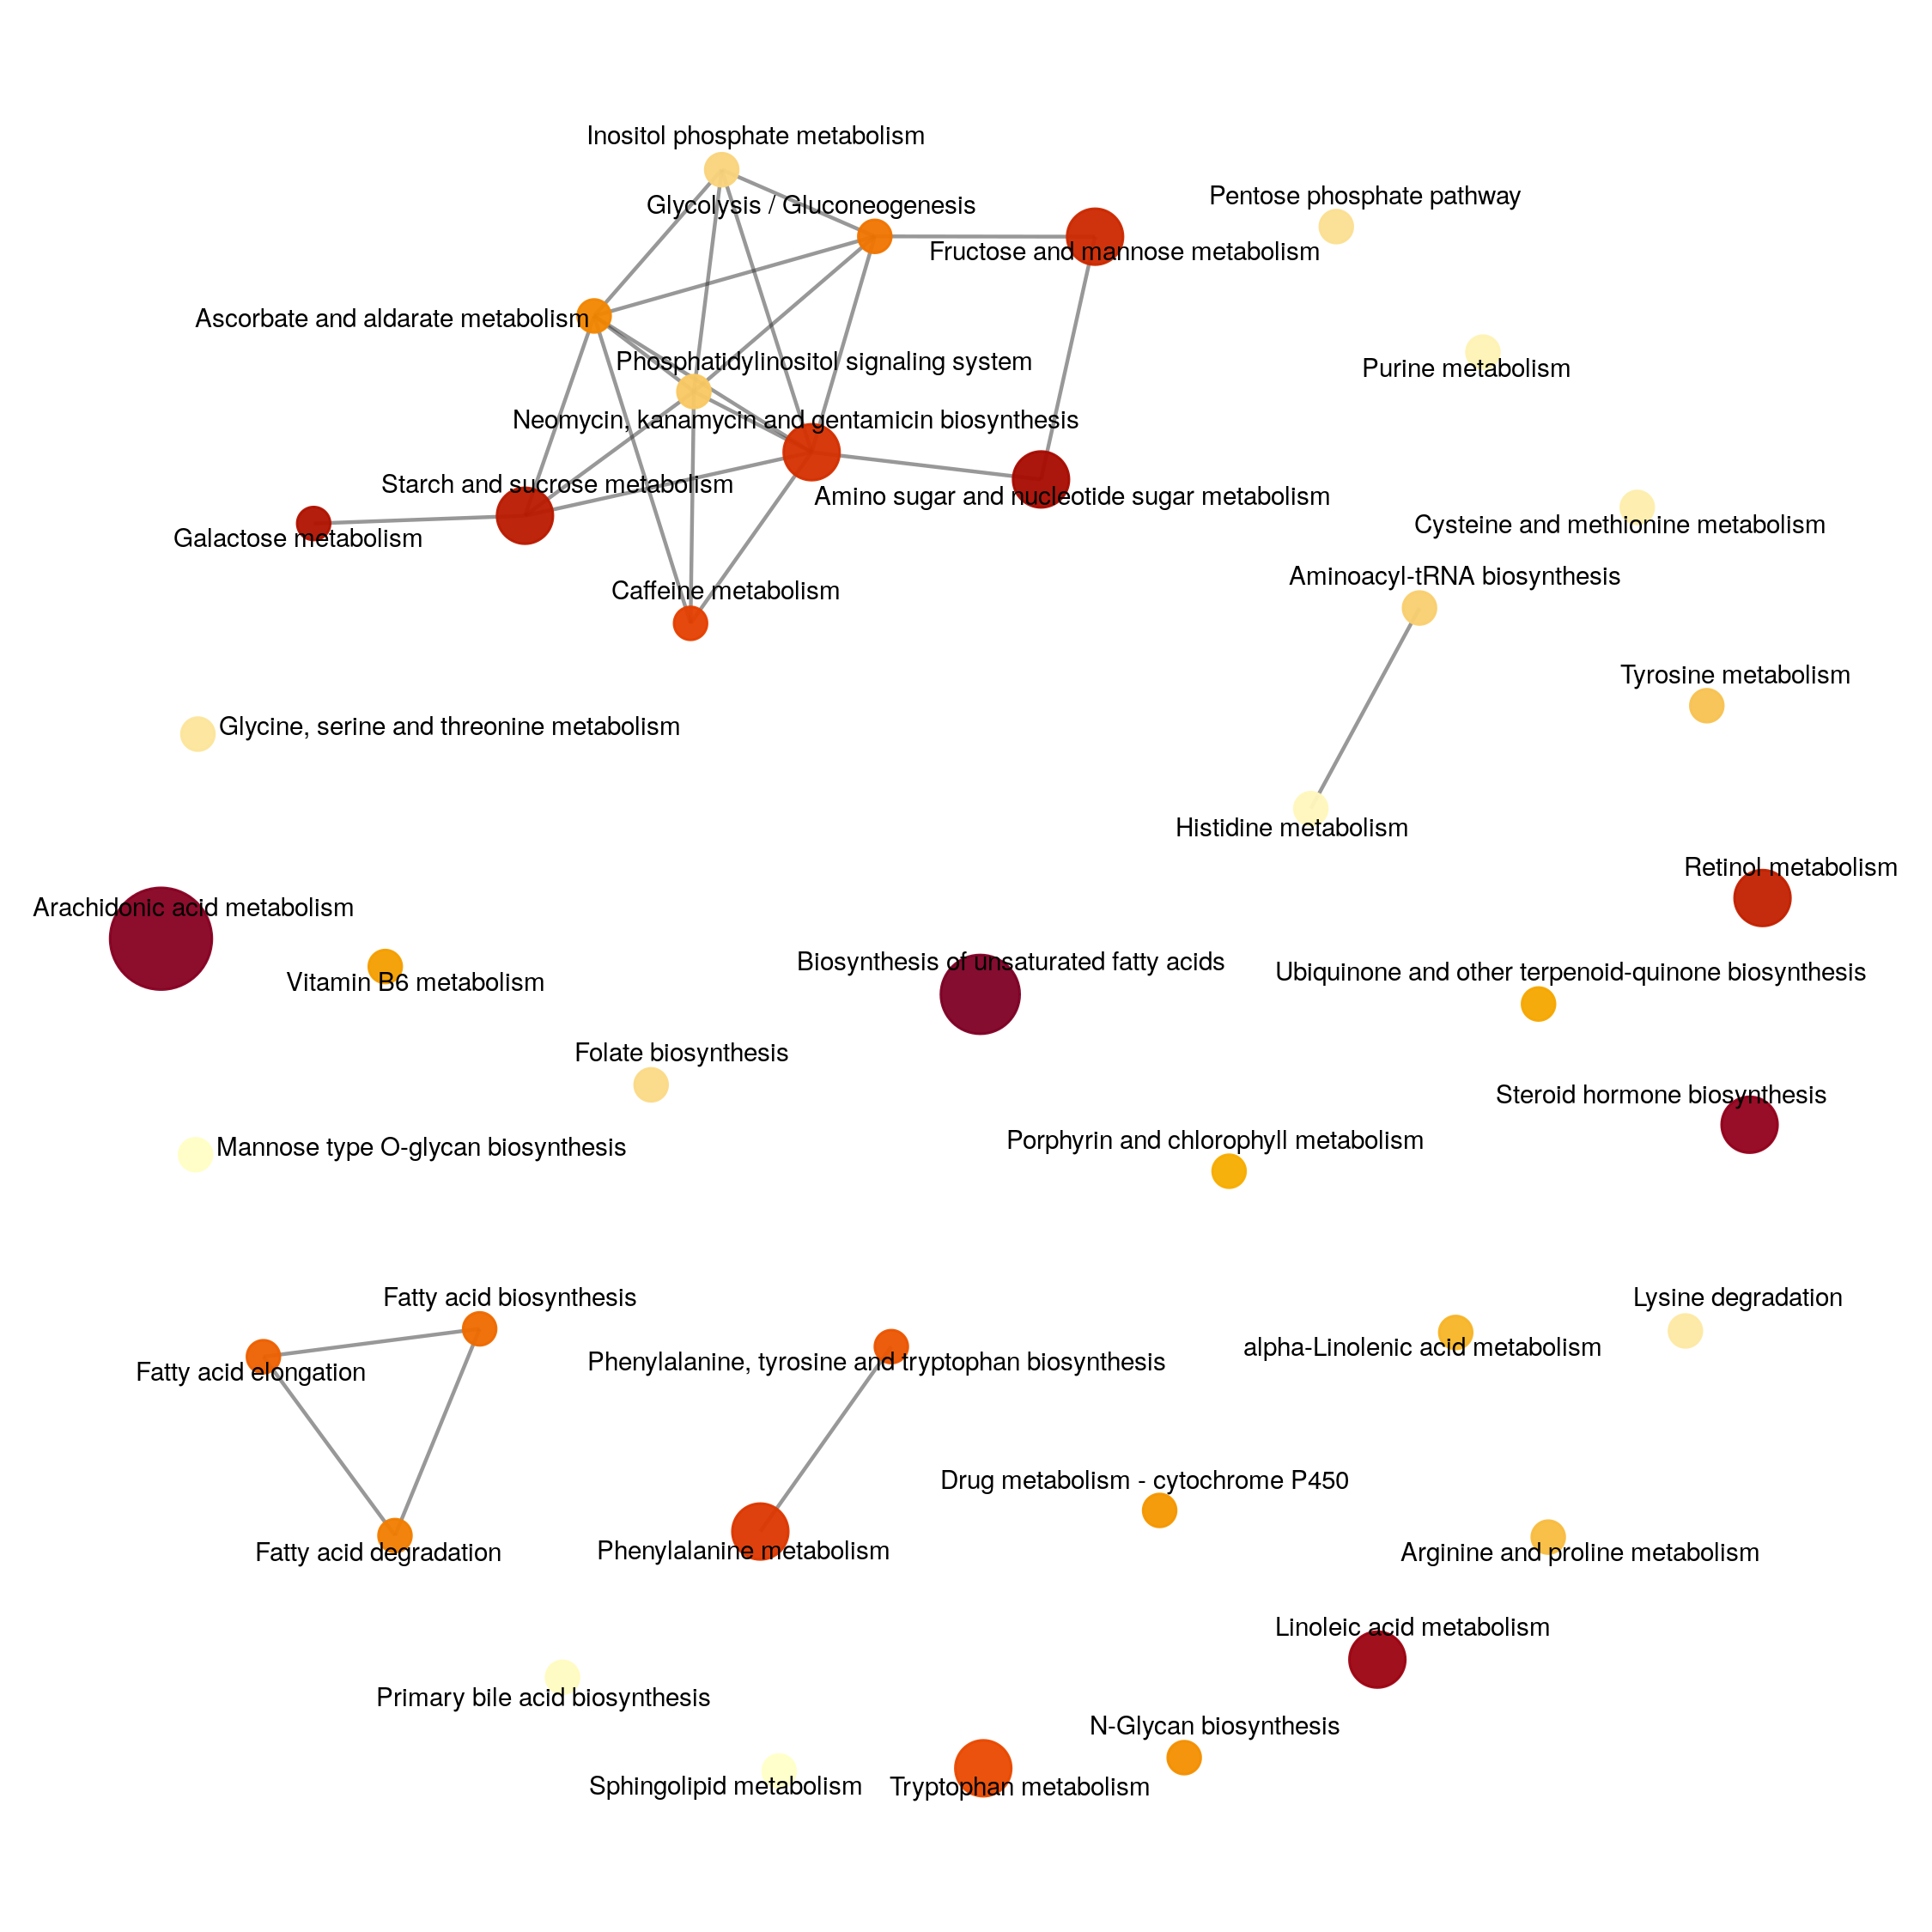 Inositol phosphate metabolism
Pentose phosphate pathway
Glycolysis / Gluconeogenesis
Fructose and mannose metabolism
Ascorbate and aldarate metabolism
Phosphatidylinositol signaling system
Purine metabolism
Neomycin, kanamycin and gentamicin biosynthesis
Starch and sucrose metabolism
Amino sugar and nucleotide sugar metabolism
Cysteine and methionine metabolism
Galactose metabolism
Aminoacyl-tRNA biosynthesis
Caffeine metabolism
Tyrosine metabolism
Glycine, serine and threonine metabolism
Histidine metabolism
Retinol metabolism
Arachidonic acid metabolism
Biosynthesis of unsaturated fatty acids
Ubiquinone and other terpenoid-quinone biosynthesis
Vitamin B6 metabolism
Folate biosynthesis
Steroid hormone biosynthesis
Porphyrin and chlorophyll metabolism
Mannose type O-glycan biosynthesis
Fatty acid biosynthesis
Lysine degradation
alpha-Linolenic acid metabolism
Phenylalanine, tyrosine and tryptophan biosynthesis
Fatty acid elongation
Drug metabolism - cytochrome P450
Phenylalanine metabolism
Fatty acid degradation
Arginine and proline metabolism
Linoleic acid metabolism
Primary bile acid biosynthesis
N-Glycan biosynthesis
Sphingolipid metabolism
Tryptophan metabolism